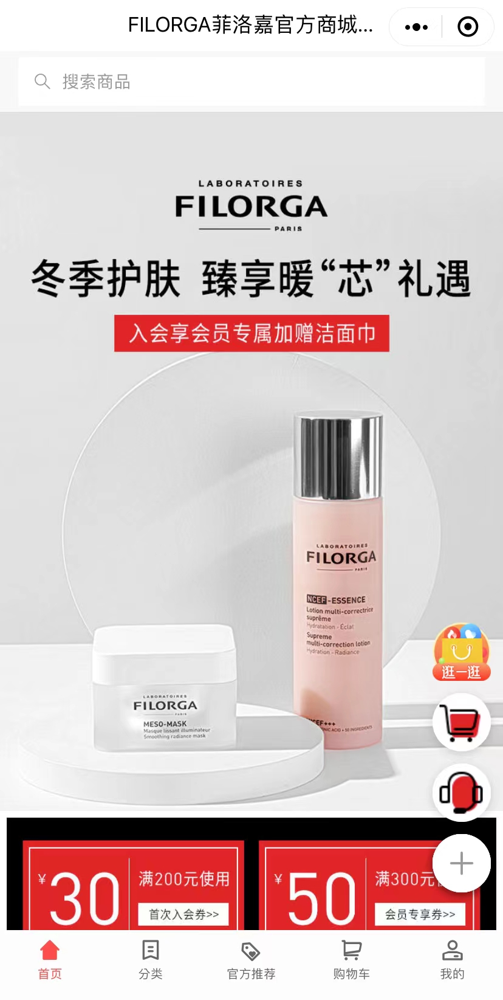 FILORGA菲洛嘉官方商城...
搜索商品
LABORATOIRES
FILORGA
PARIS
冬季护肤 臻享暖“芯”礼遇
入会享会员专属加赠洁面巾
LABORATOIRES
FILORGA
PARIS
NCEF-ESSENCE
Lotion multi-correctrice
suprême
Hydratation - Éclat
Supreme
multi-correction lotion
Hydration - Radiance
NCEF+++
ONIC ACID + 50 INGREDIENTS
LABORATOIRES
FILORGA
PARIS
MESO-MASK
Masque lissant illuminateur
Smoothing radiance mask
逛一逛
¥30 满200元使用
首次入会券>>
¥50 满300元
会员专享券>>
首页 分类 官方推荐 购物车 我的